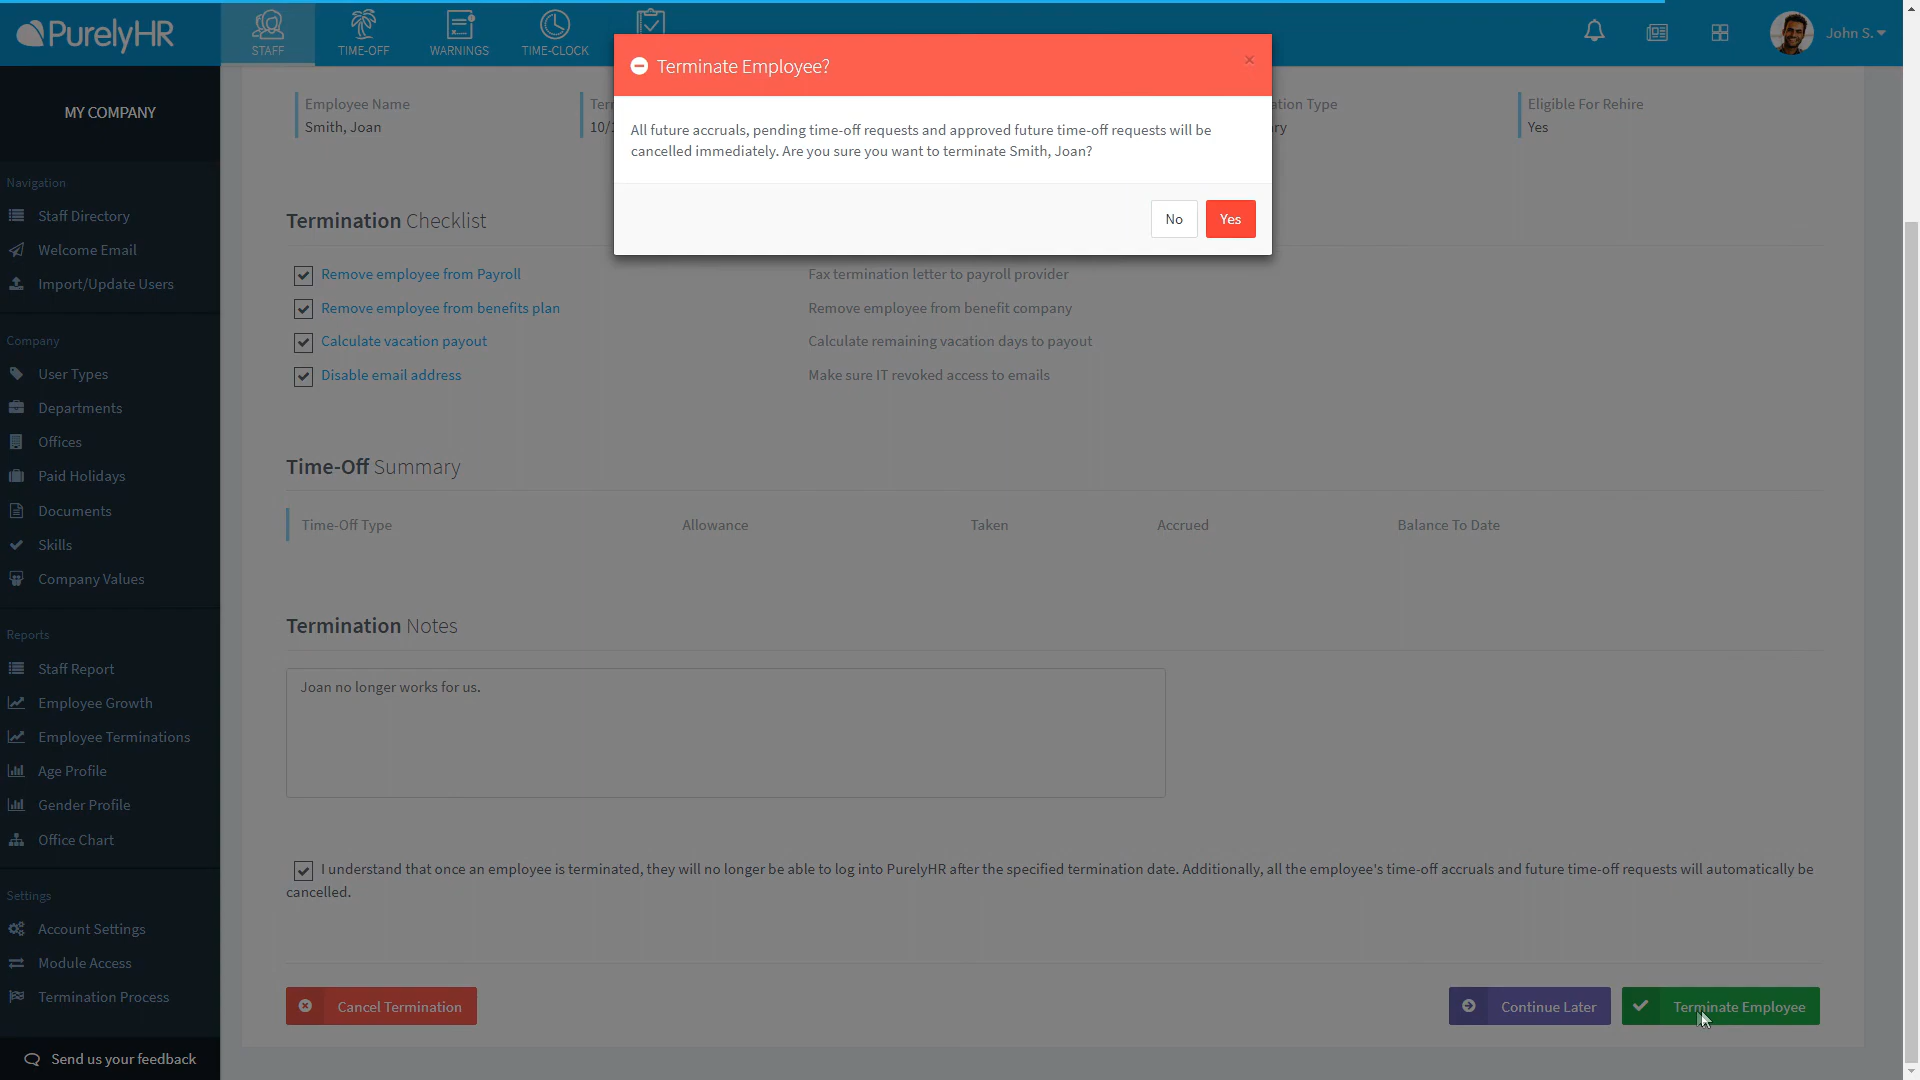 PurelyHR
STAFF
TIME-OFF
WARNINGS
TIME-CLOCK
John S.
MY COMPANY
Navigation
Staff Directory
Welcome Email
Import/Update Users
Company
User Types
Departments
Offices
Paid Holidays
Documents
Skills
Company Values
Reports
Staff Report
Employee Growth
Employee Terminations
Age Profile
Gender Profile
Office Chart
Settings
Account Settings
Module Access
Termination Process
Send us your feedback
Terminate Employee?
×
All future accruals, pending time-off requests and approved future time-off requests will be
cancelled immediately. Are you sure you want to terminate Smith, Joan?
No
Yes
Employee Name
Smith, Joan
Type
Eligible For Rehire
Yes
Termination Checklist
Remove employee from Payroll
Fax termination letter to payroll provider
Remove employee from benefits plan
Remove employee from benefit company
Calculate vacation payout
Calculate remaining vacation days to payout
Disable email address
Make sure IT revoked access to emails
Time-Off Summary
Time-Off Type
Allowance
Taken
Accrued
Balance To Date
Termination Notes
Joan no longer works for us.
I understand that once an employee is terminated, they will no longer be able to log into PurelyHR after the specified termination date. Additionally, all the employee's time-off accruals and future time-off requests will automatically be
cancelled.
Cancel Termination
Continue Later
Terminate Employee